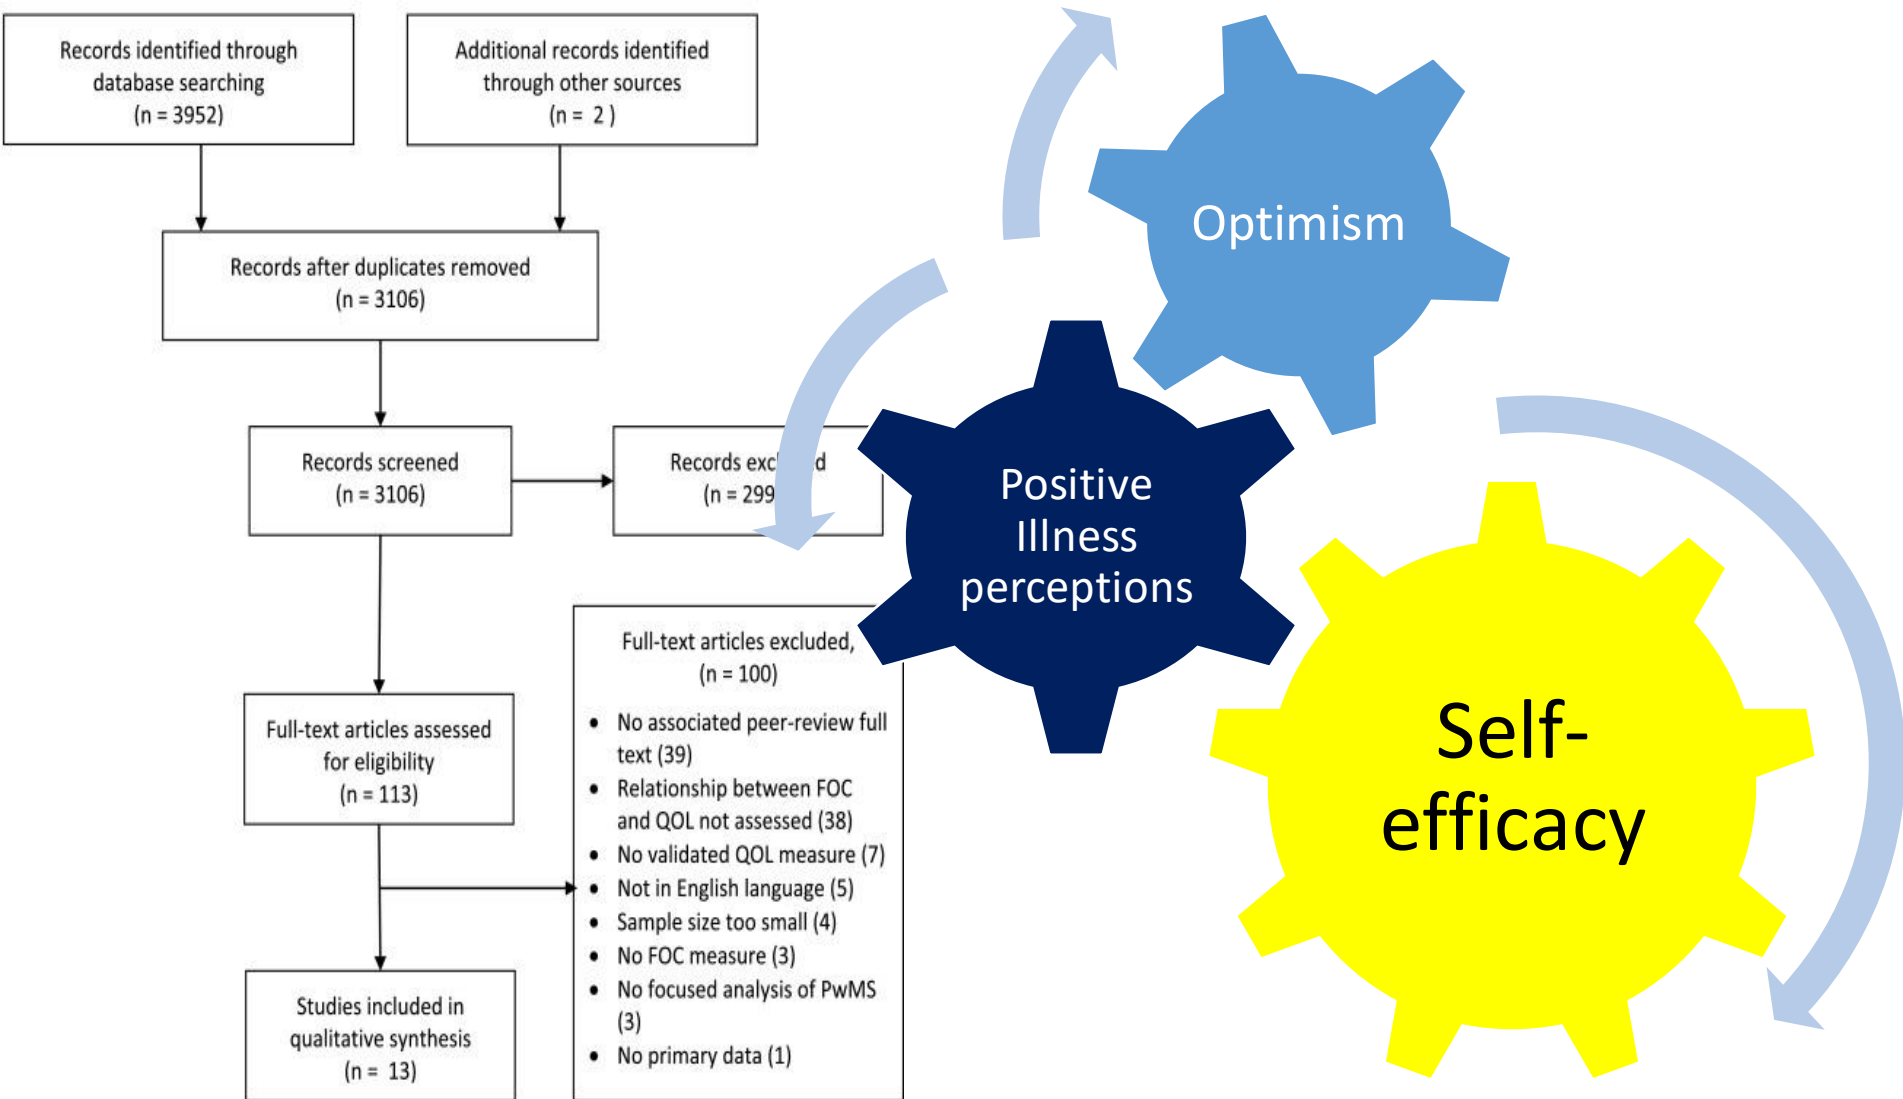 Records identified through
database searching
(n = 3952)
Additional records identified
through other sources
(n = 2 )
Records after duplicates removed
(n = 3106)
Records screened
(n = 3106)
Records
(n = 299
Full-text articles assessed
for eligibility
(n = 113)
Full-text articles excluded,
(n = 100)
• No associated peer-review full
text (39)
• Relationship between FOC
and QOL not assessed (38)
• No validated QOL measure (7)
• Not in English language (5)
• Sample size too small (4)
• No FOC measure (3)
• No focused analysis of PwMS
(3)
• No primary data (1)
Studies included in
qualitative synthesis
(n = 13)
Optimism
Positive
Illness
perceptions
Self-
efficacy